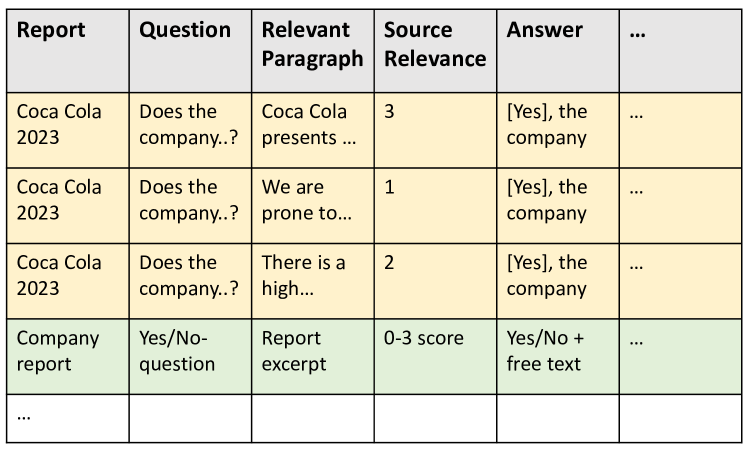 Report Question Relevant Paragraph Source Relevance Answer ...
Coca Cola 2023 Does the company..? Coca Cola presents ... 3 [Yes], the company ...
Coca Cola 2023 Does the company..? We are prone to... 1 [Yes], the company ...
Coca Cola 2023 Does the company..? There is a high... 2 [Yes], the company ...
Company report Yes/No-question Report excerpt 0-3 score Yes/No + free text ...
...